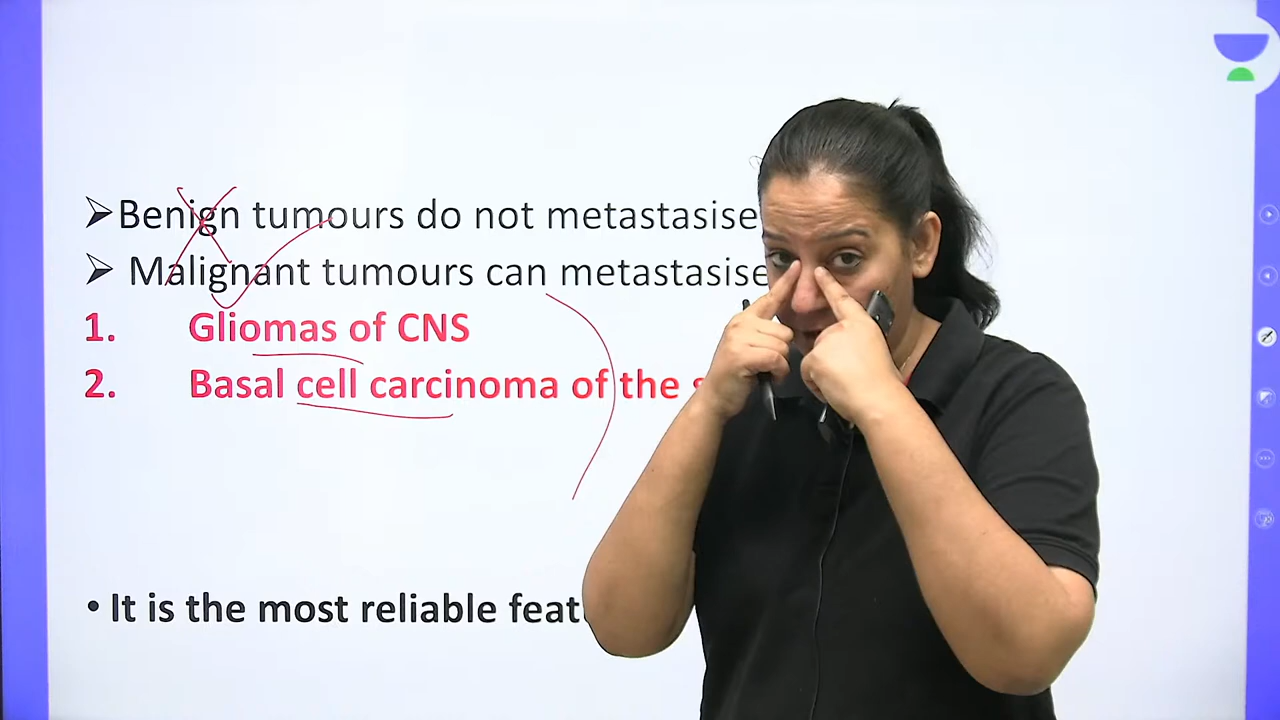 ➢Benign tumours do not metastasise
➢ Malignant tumours can metastasise
1. Gliomas of CNS
2. Basal cell carcinoma of the
• It is the most reliable